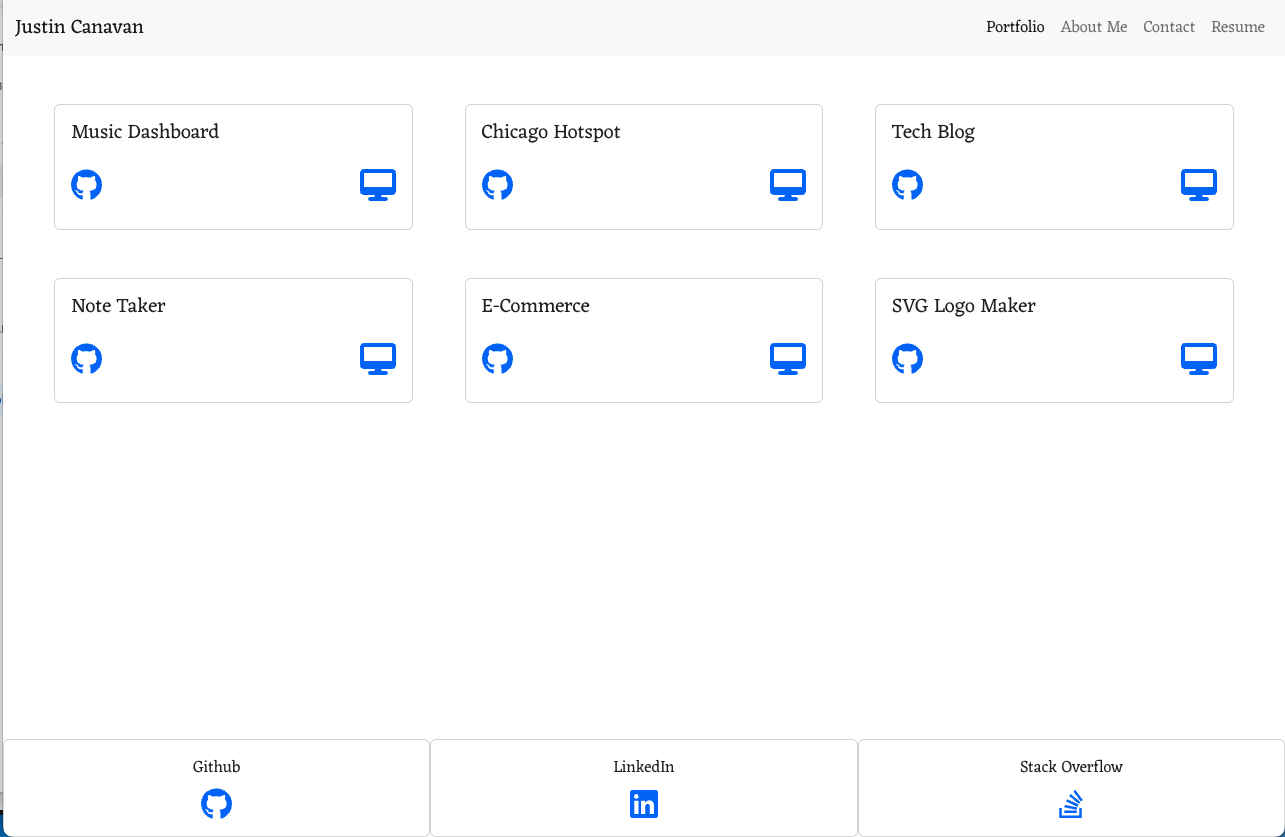 Justin Canavan Portfolio About Me Contact Resume
Music Dashboard Chicago Hotspot Tech Blog
Note Taker E-Commerce SVG Logo Maker
Github LinkedIn Stack Overflow
in